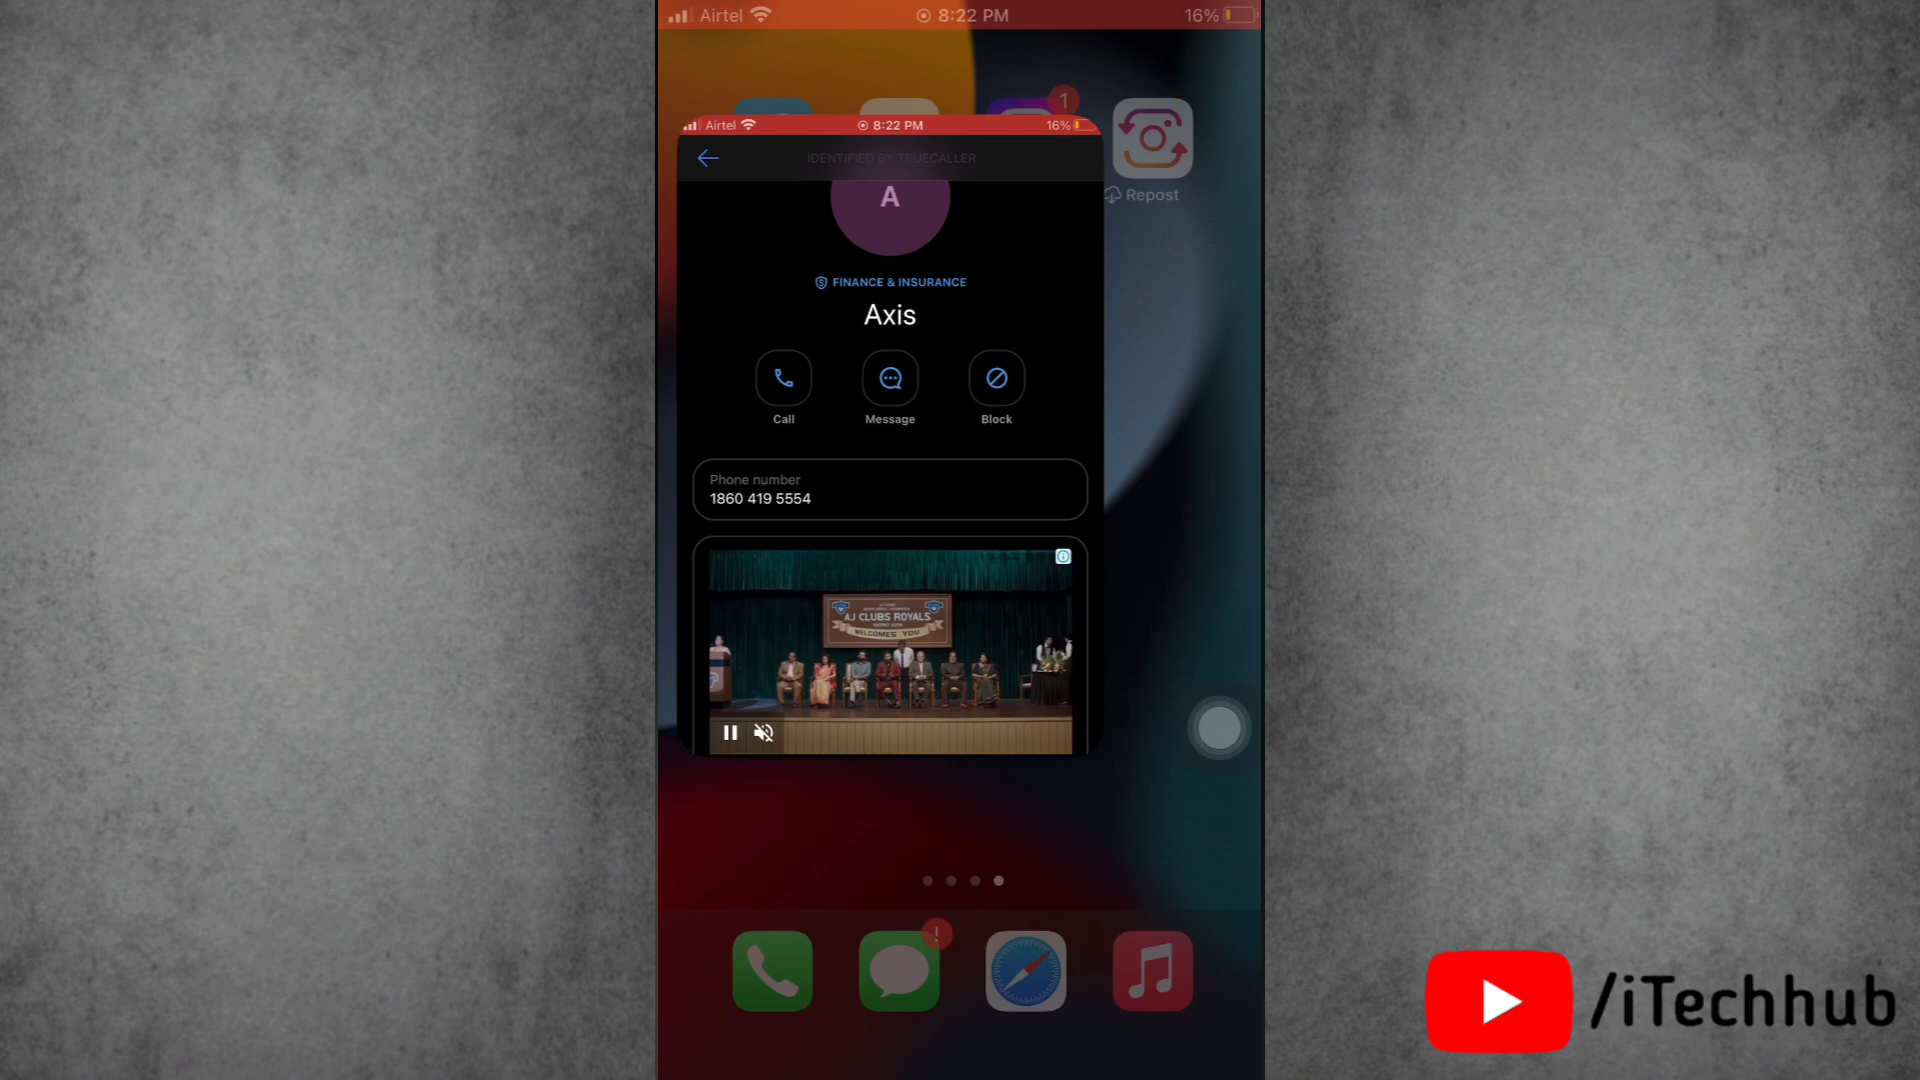 Airtel 8:22 PM 16%
1
Airtel 8:22 PM 16%
IDENTIFIED BY TRUECALLER
A
Repost
FINANCE & INSURANCE
Axis
Call Message Block
Phone number
1860 419 5554
AJ CLUBS ROYALS
WELCOMES YOU
!
/iTechhub